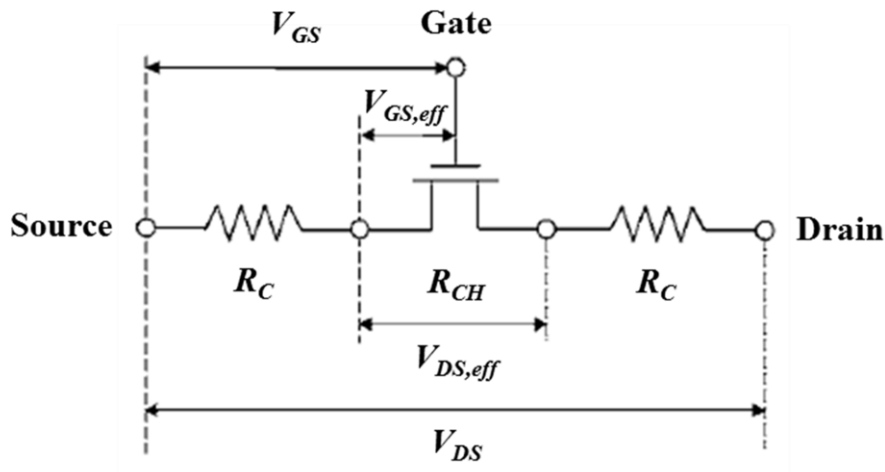 V_GS
Gate
V_GS,eff
Source
Drain
R_C
R_CH
R_C
V_DS,eff
V_DS